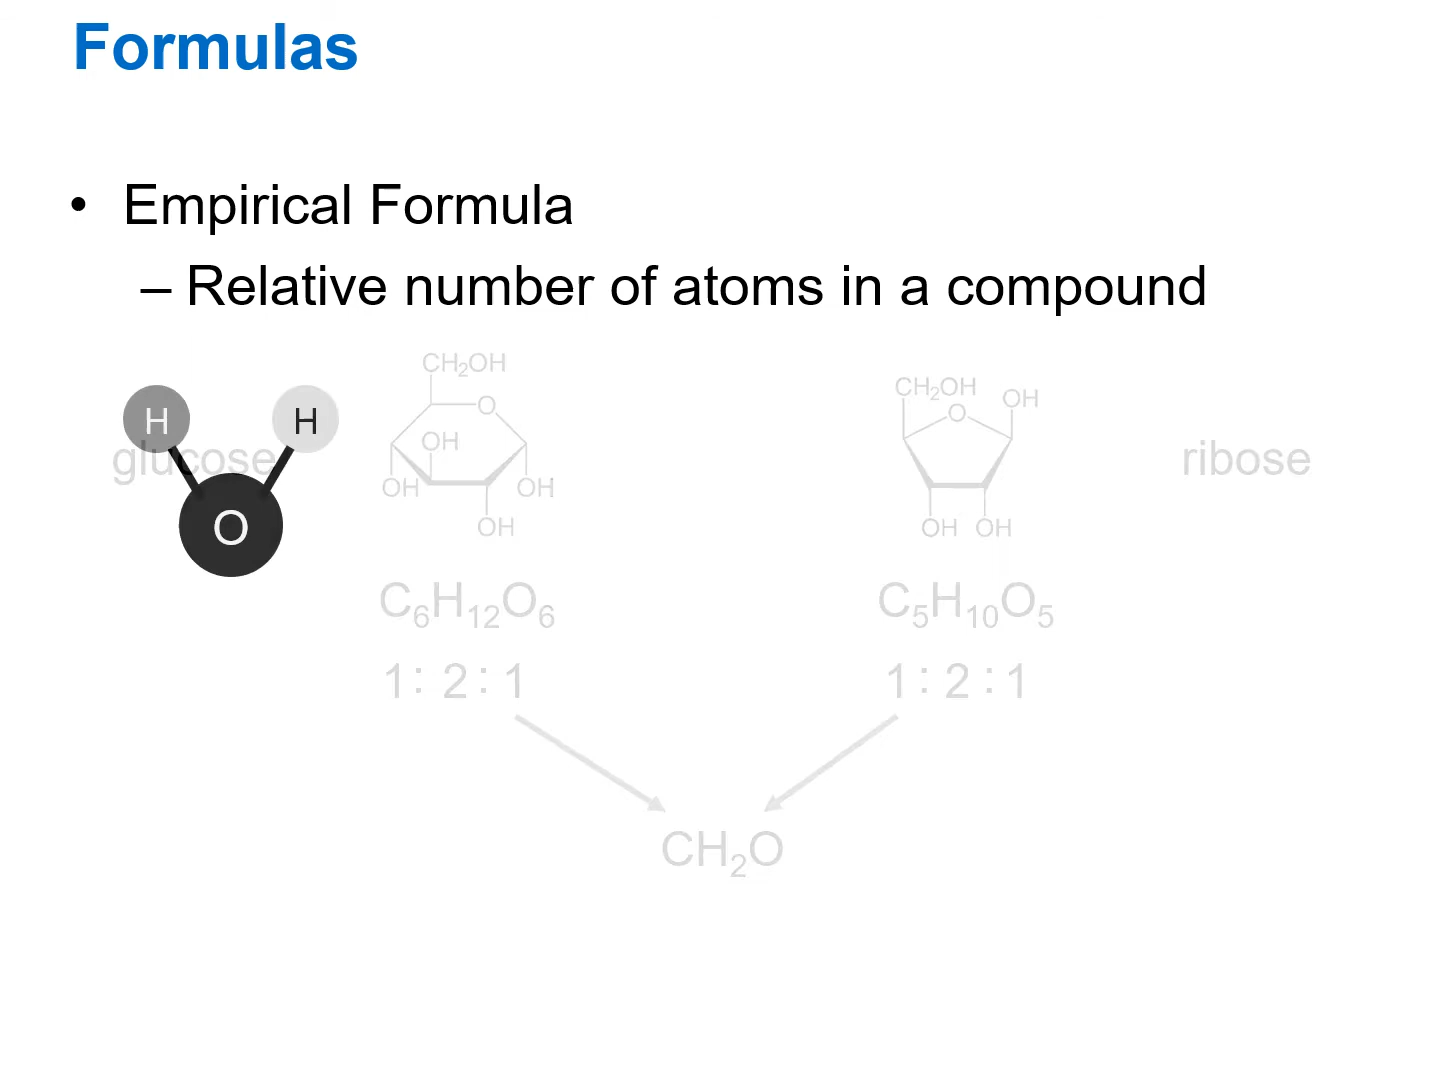 Formulas
• Empirical Formula
– Relative number of atoms in a compound
CH₂OH
O
OH
OH
OH
OH
CH₂OH
OH
O
OH OH
H H
O
glucose
ribose
C₆H₁₂O₆
C₅H₁₀O₅
1 : 2 : 1
1 : 2 : 1
CH₂O